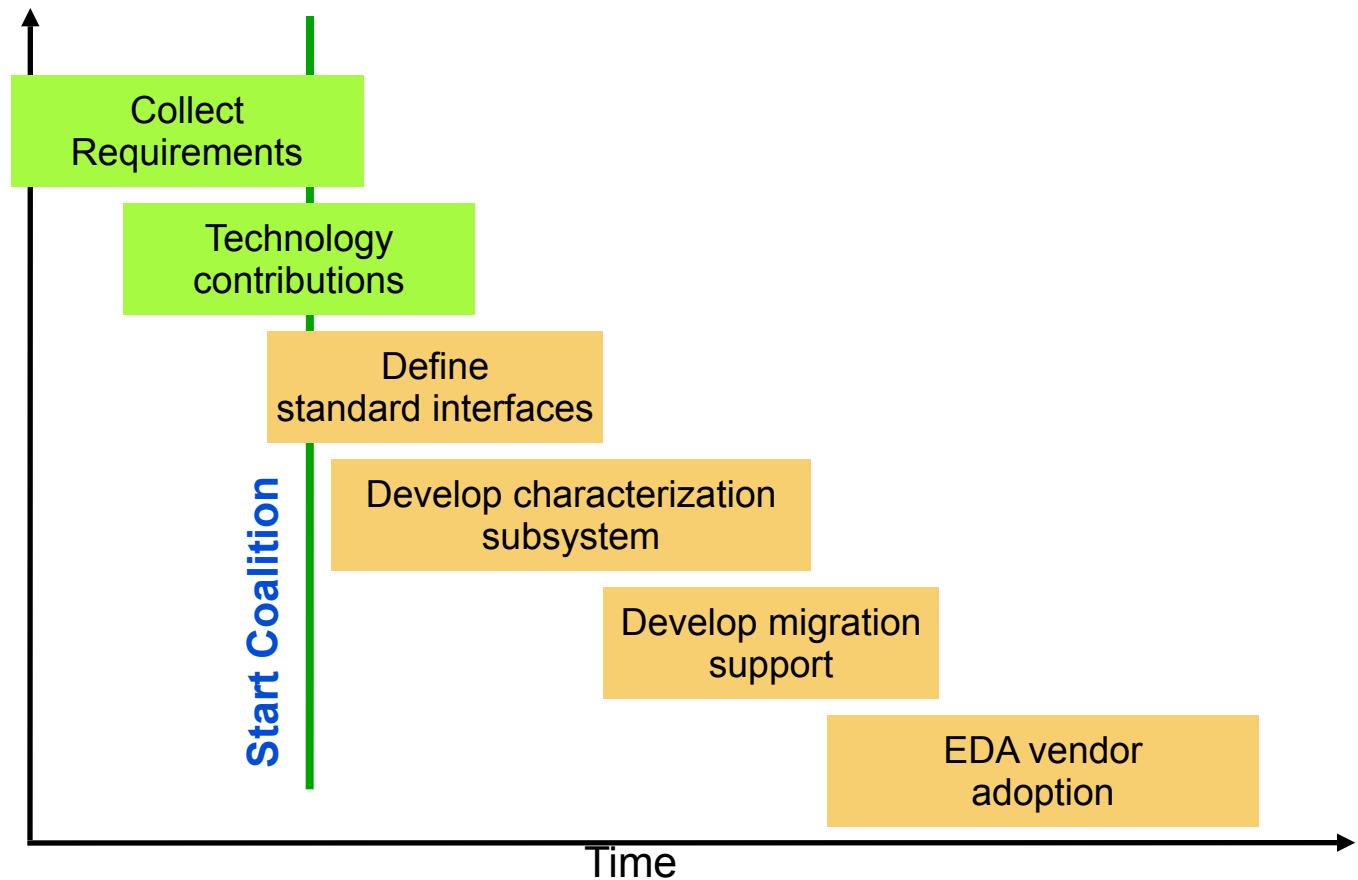 Collect
Requirements
Technology
contributions
Define
standard interfaces
Develop characterization
subsystem
Start Coalition
Develop migration
support
EDA vendor
adoption
Time